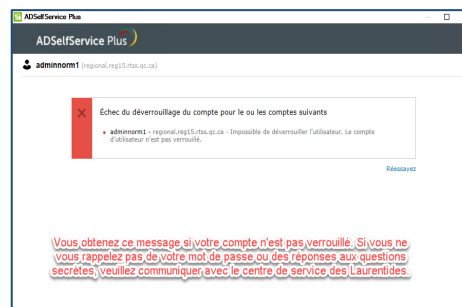 ADSelfService Plus
ADSelfService Plus
adminnorm1 (regional.reg15.rtss.qc.ca)
Échec du déverrouillage du compte pour le ou les comptes suivants
adminnorm1 - regional.reg15.rtss.qc.ca - Impossible de déverrouiller l'utilisateur. Le compte
d'utilisateur n'est pas verrouillé.
Réessayez
Vous obtenez ce message si votre compte n'est pas verrouillé. Si vous ne
vous rappelez pas de votre mot de passe ou des réponses aux questions
secrètes, veuillez communiquer avec le centre de service des Laurentides.